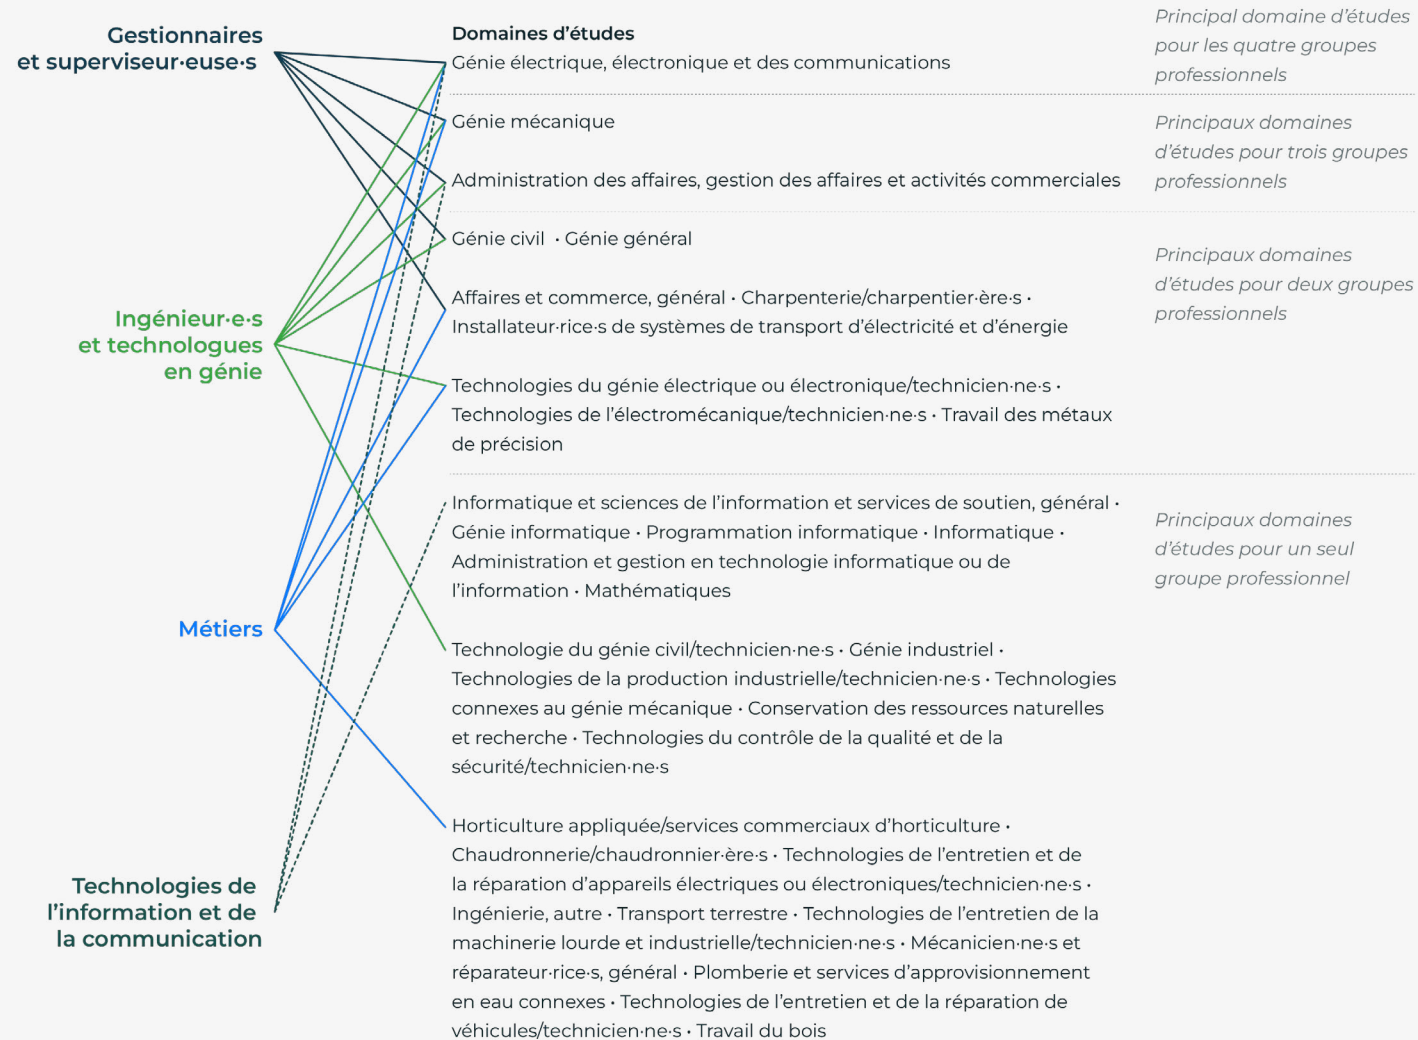 Gestionnaires
et superviseur·euse·s
Ingénieur·e·s
et technologues
en génie
Métiers
Technologies de
l’information et de
la communication
Domaines d’études
Génie électrique, électronique et des communications
Génie mécanique
Administration des affaires, gestion des affaires et activités commerciales
Génie civil · Génie général
Affaires et commerce, général · Charpenterie/charpentier·ère·s ·
Installateur·rice·s de systèmes de transport d’électricité et d’énergie
Technologies du génie électrique ou électronique/technicien·ne·s ·
Technologies de l’électromécanique/technicien·ne·s · Travail des métaux
de précision
Informatique et sciences de l’information et services de soutien, général ·
Génie informatique · Programmation informatique · Informatique ·
Administration et gestion en technologie informatique ou de
l’information · Mathématiques
Technologie du génie civil/technicien·ne·s · Génie industriel ·
Technologies de la production industrielle/technicien·ne·s · Technologies
connexes au génie mécanique · Conservation des ressources naturelles
et recherche · Technologies du contrôle de la qualité et de la
sécurité/technicien·ne·s
Horticulture appliquée/services commerciaux d’horticulture ·
Chaudronnerie/chaudronnier·ère·s · Technologies de l’entretien et de
la réparation d’appareils électriques ou électroniques/technicien·ne·s ·
Ingénierie, autre · Transport terrestre · Technologies de l’entretien de la
machinerie lourde et industrielle/technicien·ne·s · Mécanicien·ne·s et
réparateur·rice·s, général · Plomberie et services d’approvisionnement
en eau connexes · Technologies de l’entretien et de la réparation de
véhicules/technicien·ne·s · Travail du bois
Principal domaine d’études
pour les quatre groupes
professionnels
Principaux domaines
d’études pour trois groupes
professionnels
Principaux domaines
d’études pour deux groupes
professionnels
Principaux domaines
d’études pour un seul
groupe professionnel